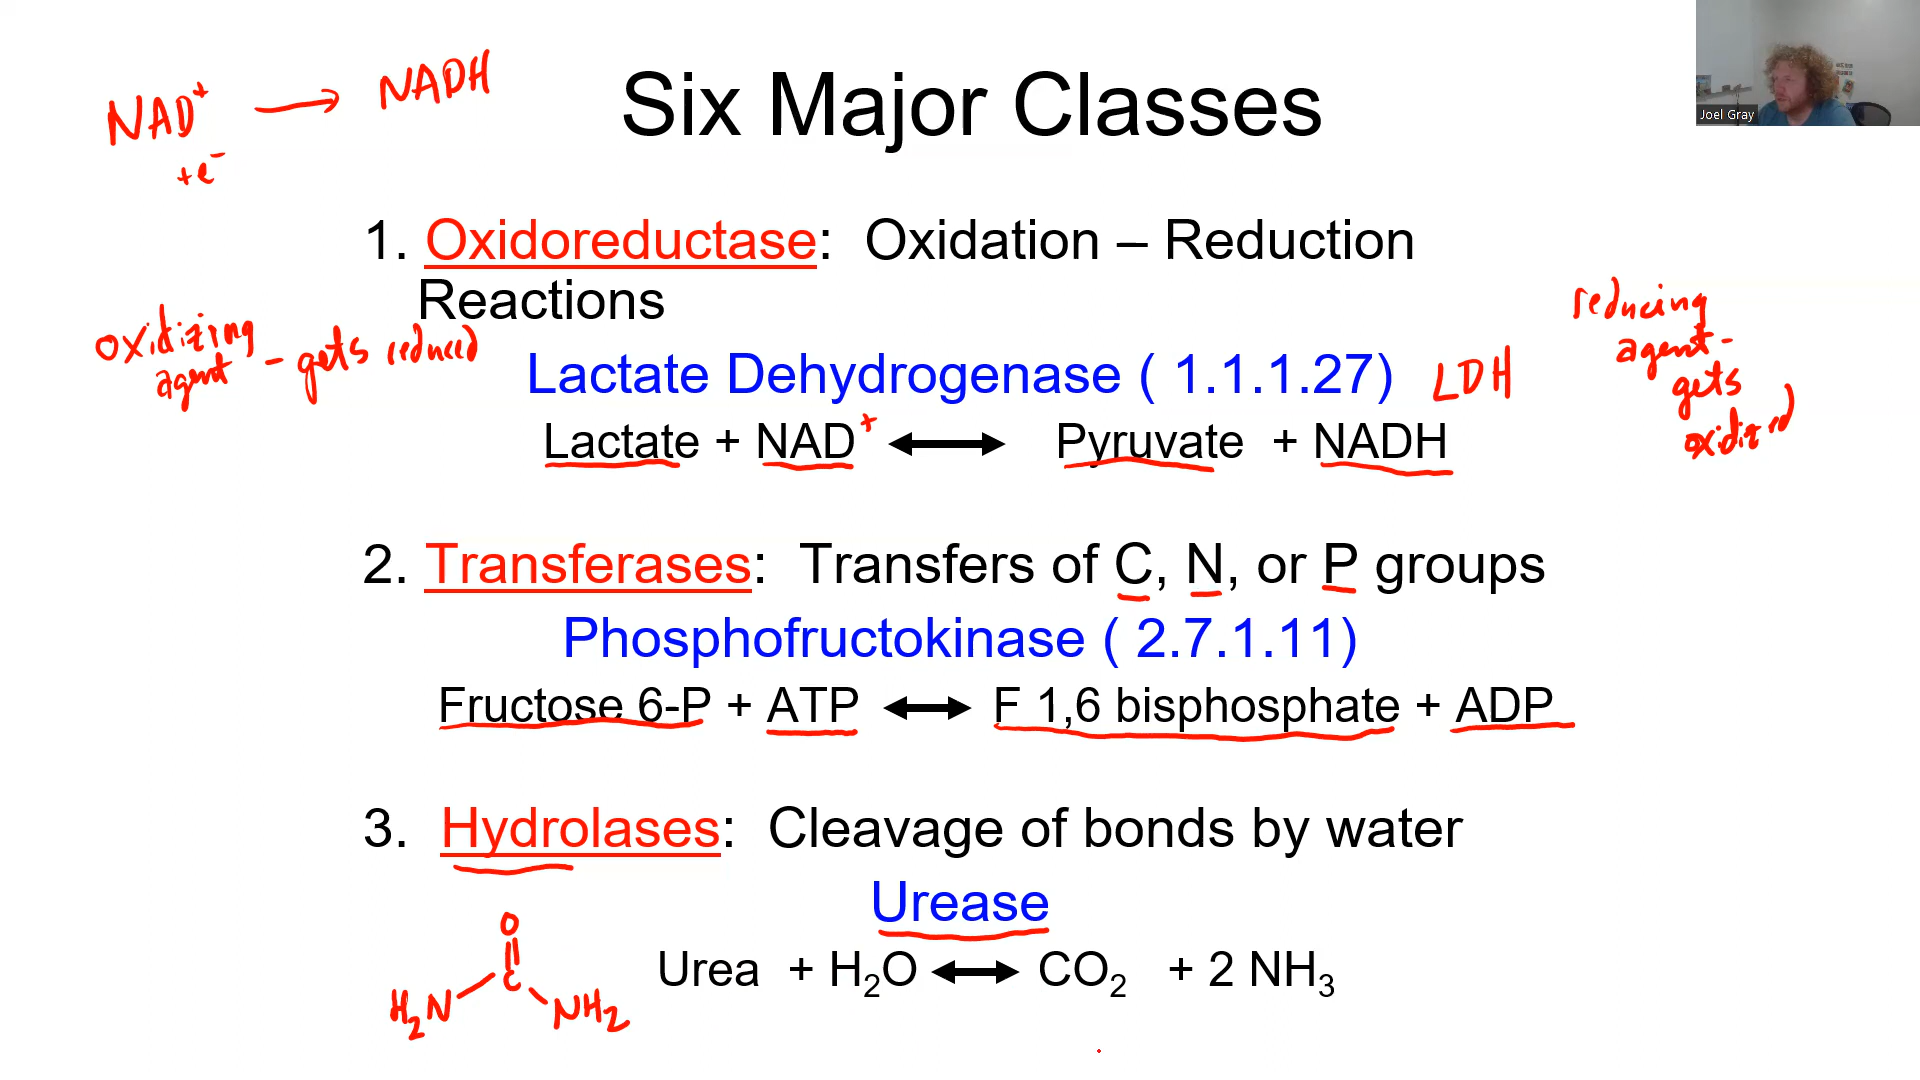 NAD⁺ → NADH
+e⁻
Six Major Classes
Joel Gray
1. Oxidoreductase: Oxidation – Reduction
Reactions
oxidizing
agent - gets reduced
reducing
agent -
gets
oxidized
Lactate Dehydrogenase ( 1.1.1.27) LDH
Lactate + NAD⁺ ↔ Pyruvate + NADH
2. Transferases: Transfers of C, N, or P groups
Phosphofructokinase ( 2.7.1.11)
Fructose 6-P + ATP ↔ F 1,6 bisphosphate + ADP
3. Hydrolases: Cleavage of bonds by water
Urease
Urea + H₂O ↔ CO₂ + 2 NH₃
O
C
H₂N NH₂